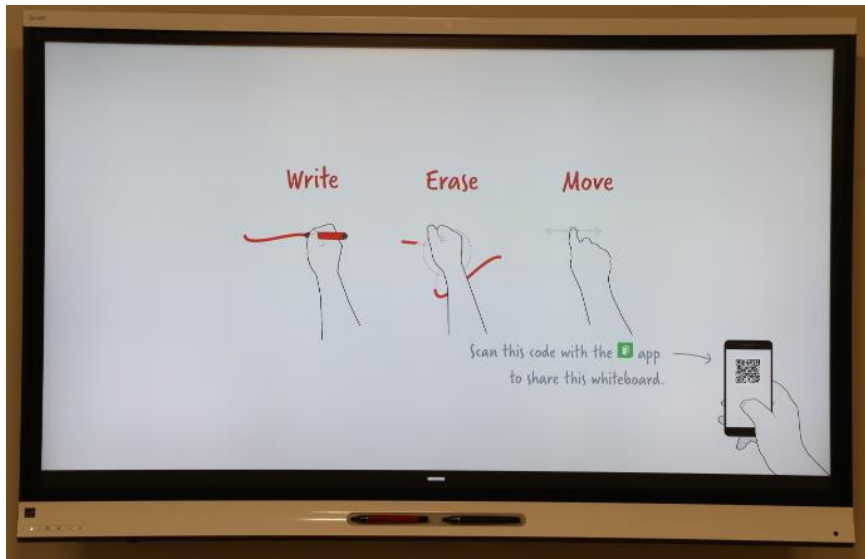 Write
Erase
Move
Scan this code with the app
to share this whiteboard.